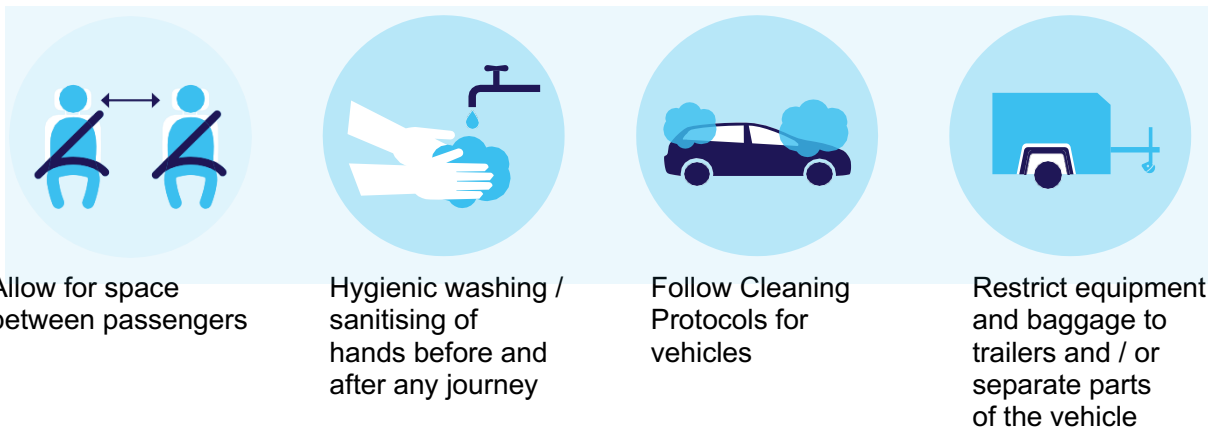 Allow for space
between passengers
Hygienic washing /
sanitising of
hands before and
after any journey
Follow Cleaning
Protocols for
vehicles
Restrict equipment
and baggage to
trailers and / or
separate parts
of the vehicle